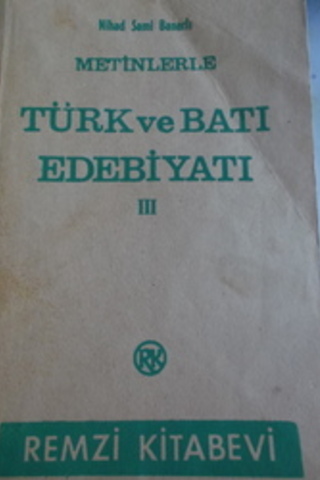 Nihad Sami Banarlı
METİNLERLE
TÜRK ve BATI
EDEBİYATI
III
RK
REMZİ KİTABEVİ